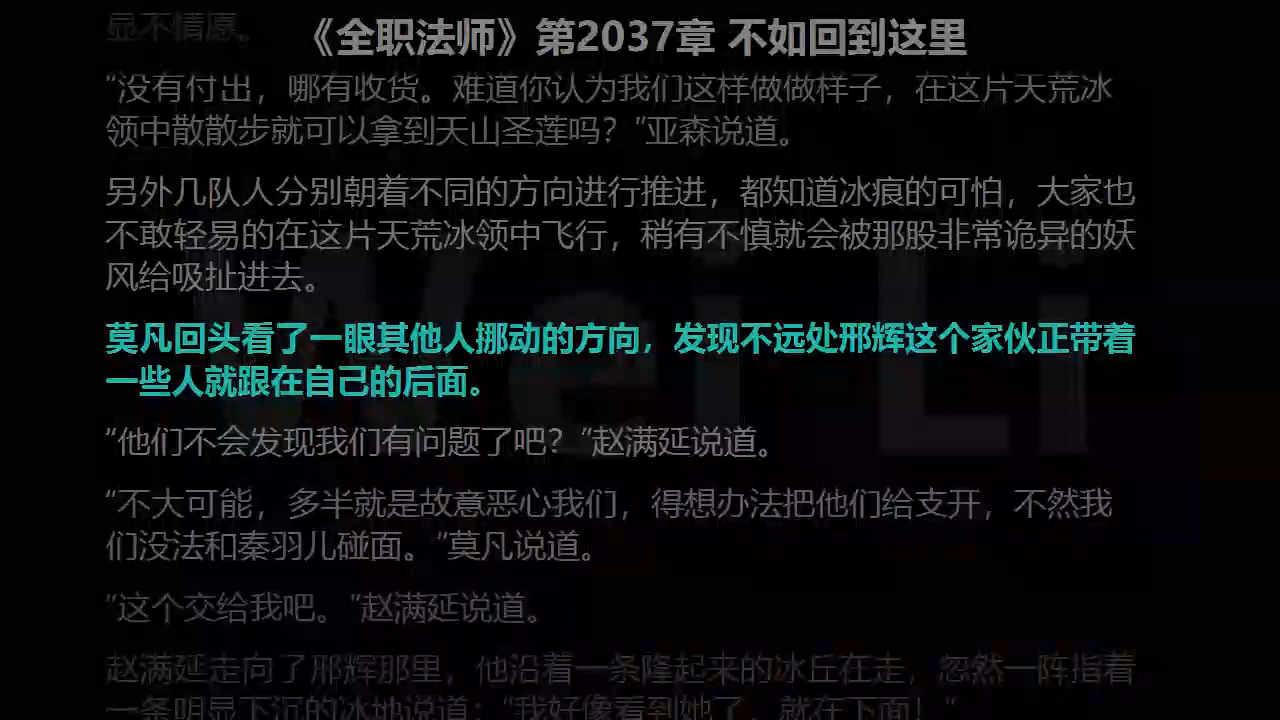 显不情愿。
《全职法师》第2037章 不如回到这里
“没有付出，哪有收货。难道你认为我们这样做做样子，在这片天荒冰
领中散散步就可以拿到天山圣莲吗？”亚森说道。
另外几队人分别朝着不同的方向进行推进，都知道冰痕的可怕，大家也
不敢轻易的在这片天荒冰领中飞行，稍有不慎就会被那股非常诡异的妖
风给吸扯进去。
莫凡回头看了一眼其他人挪动的方向，发现不远处邢辉这个家伙正带着
一些人就跟在自己的后面。
“他们不会发现我们有问题了吧？“赵满延说道。
“不大可能，多半就是故意恶心我们，得想办法把他们给支开，不然我
们没法和秦羽儿碰面。“莫凡说道。
“这个交给我吧。“赵满延说道。
赵满延走向了邢辉那里，他沿着一条隆起来的冰丘在走，忽然一阵指着
一条明显下沉的冰地说道：“我好像看到她了，就在下面！”
Wei Li